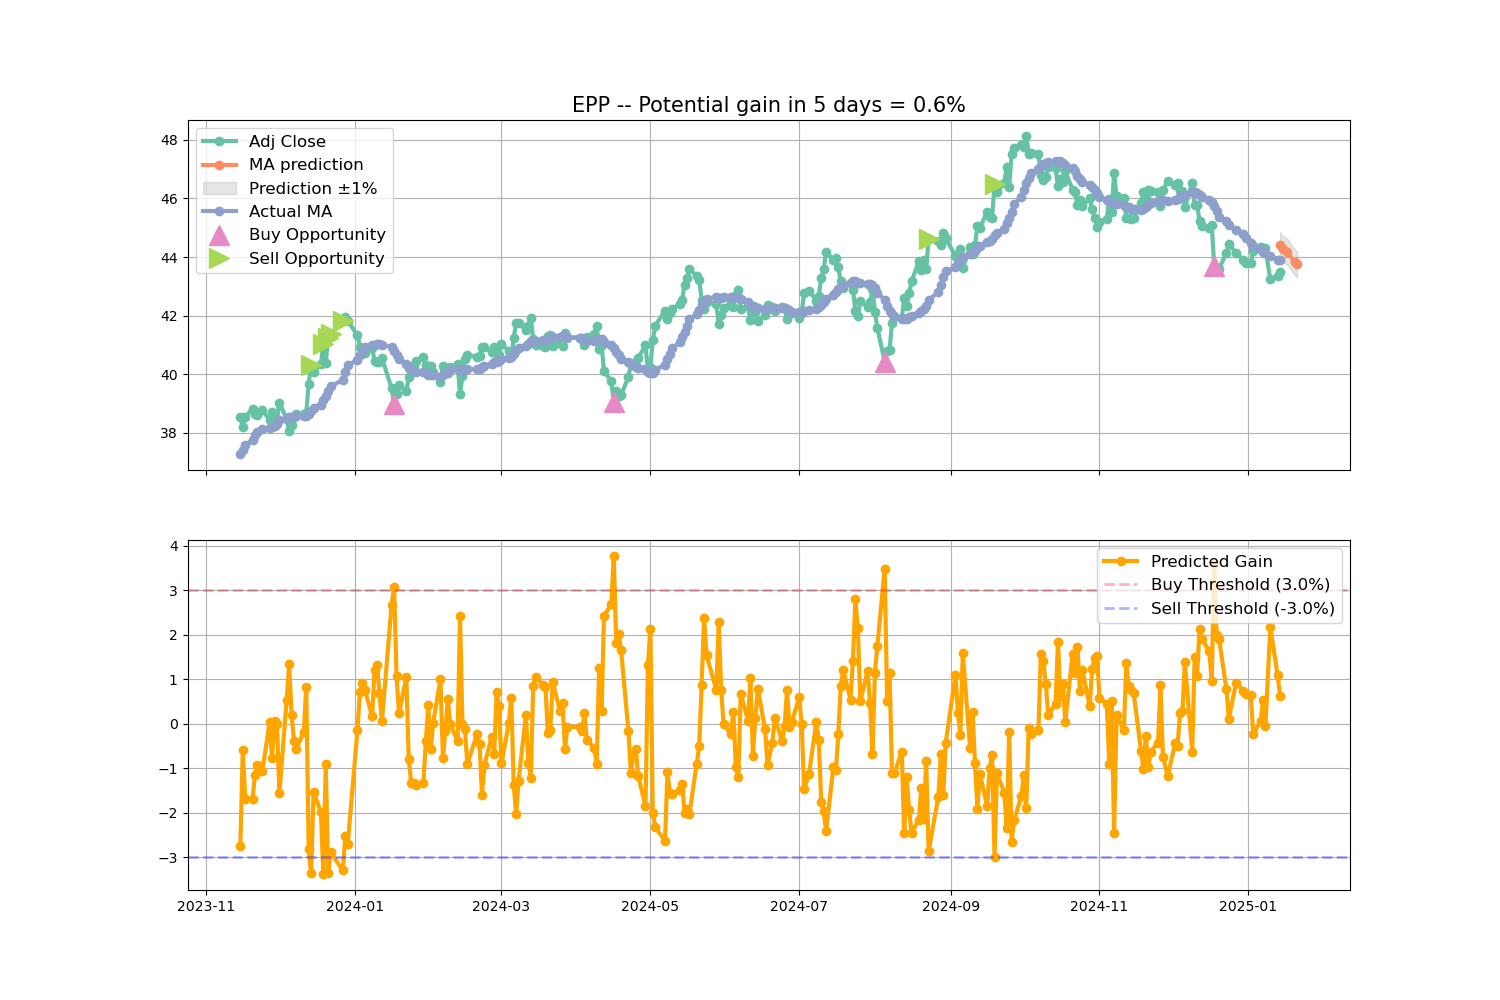 EPP -- Potential gain in 5 days = 0.6%
48
46
44
42
40
38
Adj Close
MA prediction
Prediction ±1%
Actual MA
Buy Opportunity
Sell Opportunity
4
3
2
1
0
−1
−2
−3
Predicted Gain
Buy Threshold (3.0%)
Sell Threshold (-3.0%)
2023-11
2024-01
2024-03
2024-05
2024-07
2024-09
2024-11
2025-01